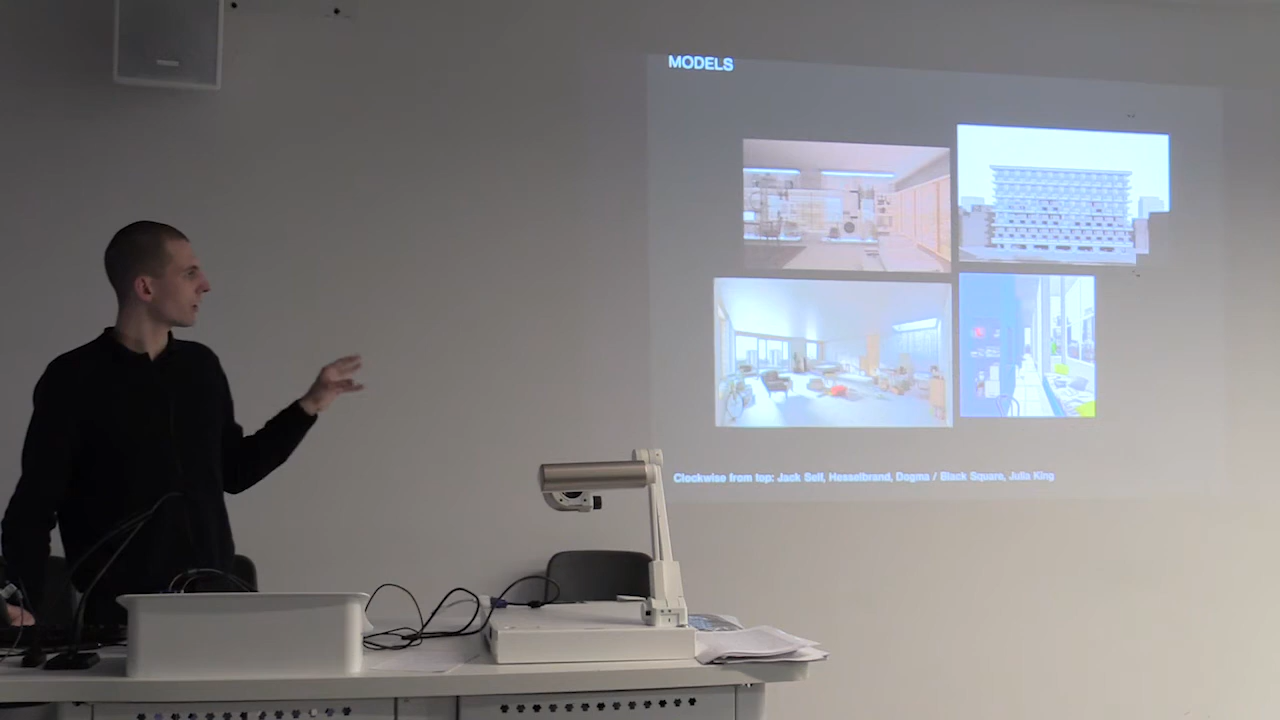 MODELS
Clockwise from top: Jack Self, Hesselbrand, Dogma / Black Square, Julia King